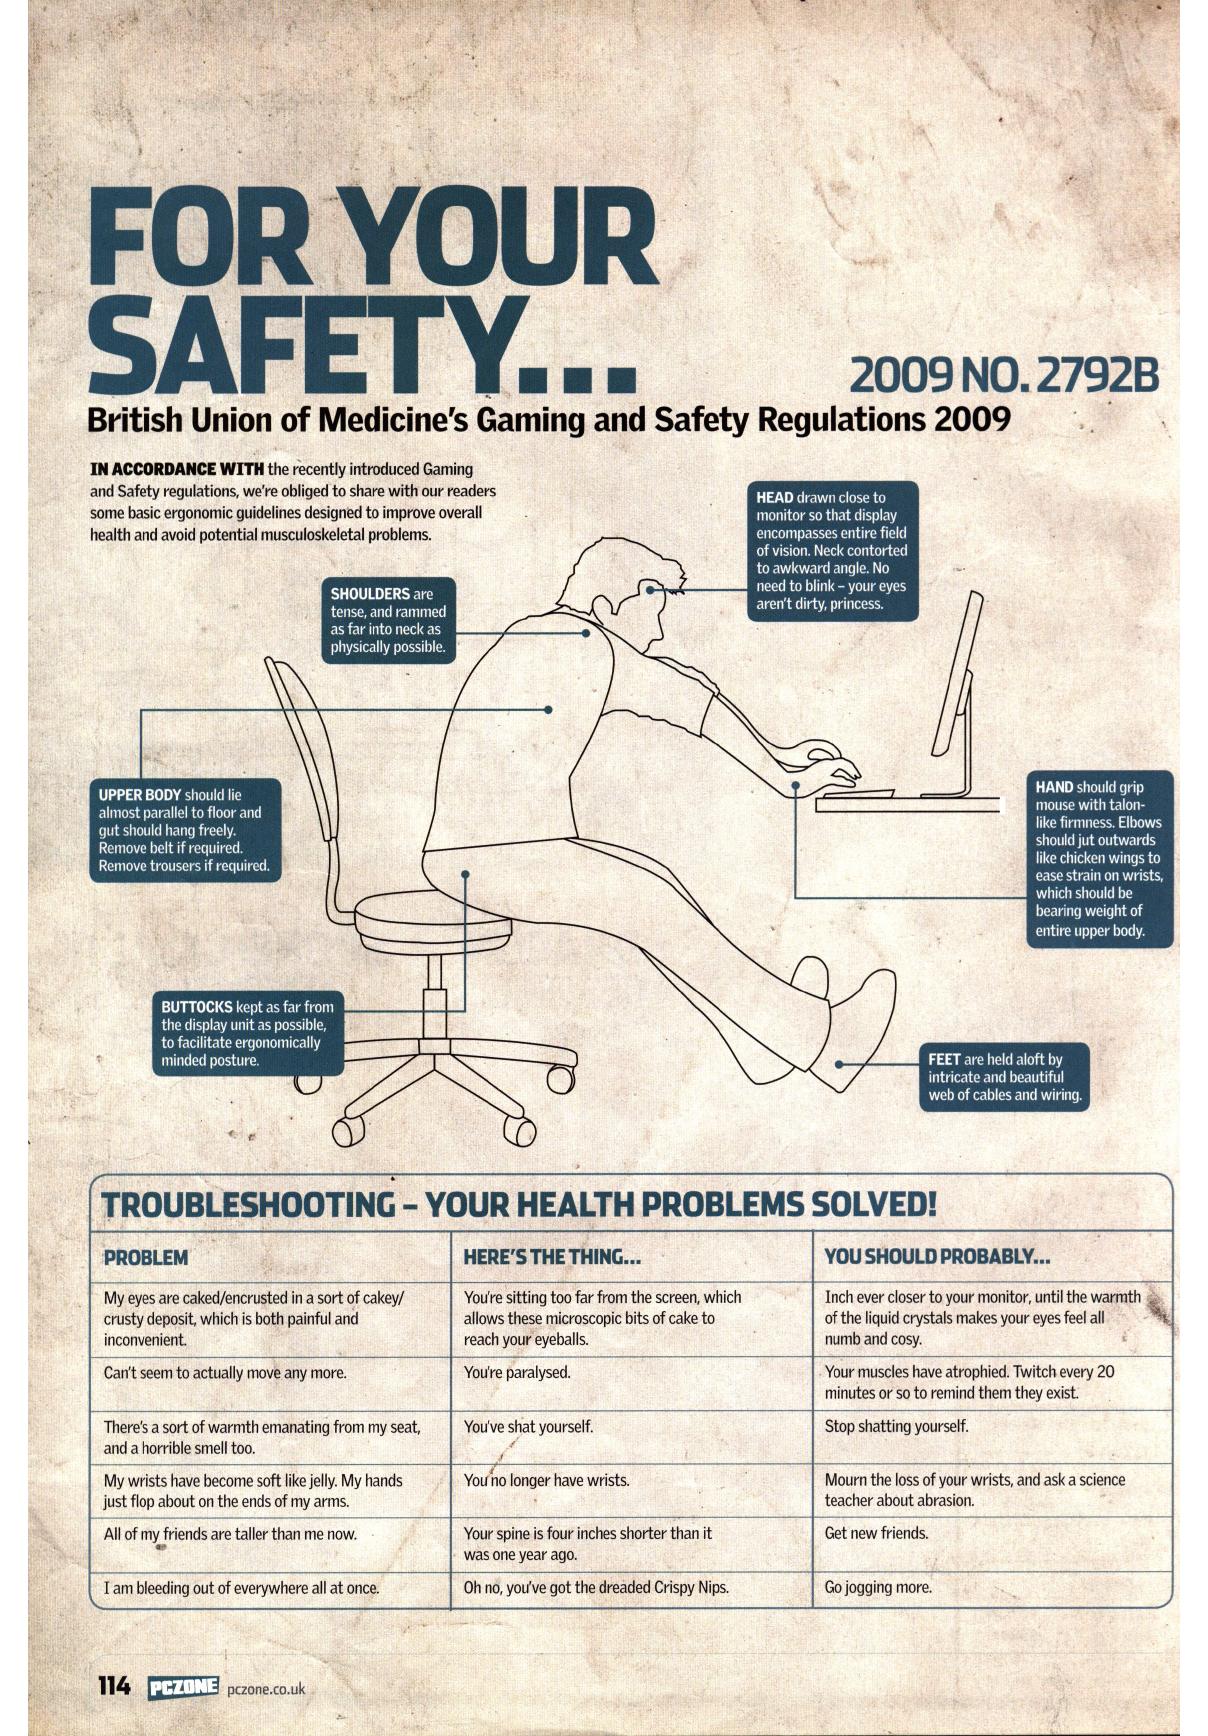 FOR YOUR
SAFETY...
2009 NO. 2792B
British Union of Medicine's Gaming and Safety Regulations 2009
IN ACCORDANCE WITH the recently introduced Gaming
and Safety regulations, we're obliged to share with our readers
some basic ergonomic guidelines designed to improve overall
health and avoid potential musculoskeletal problems.
HEAD drawn close to
monitor so that display
encompasses entire field
of vision. Neck contorted
to awkward angle. No
need to blink – your eyes
aren't dirty, princess.
SHOULDERS are
tense, and rammed
as far into neck as
physically possible.
UPPER BODY should lie
almost parallel to floor and
gut should hang freely.
Remove belt if required.
Remove trousers if required.
HAND should grip
mouse with talon-
like firmness. Elbows
should jut outwards
like chicken wings to
ease strain on wrists,
which should be
bearing weight of
entire upper body.
BUTTOCKS kept as far from
the display unit as possible,
to facilitate ergonomically
minded posture.
FEET are held aloft by
intricate and beautiful
web of cables and wiring.
TROUBLESHOOTING – YOUR HEALTH PROBLEMS SOLVED!
PROBLEM
HERE'S THE THING...
YOU SHOULD PROBABLY...
My eyes are caked/encrusted in a sort of cakey/
crusty deposit, which is both painful and
inconvenient.
You're sitting too far from the screen, which
allows these microscopic bits of cake to
reach your eyeballs.
Inch ever closer to your monitor, until the warmth
of the liquid crystals makes your eyes feel all
numb and cosy.
Can't seem to actually move any more.
You're paralysed.
Your muscles have atrophied. Twitch every 20
minutes or so to remind them they exist.
There's a sort of warmth emanating from my seat,
and a horrible smell too.
You've shat yourself.
Stop shatting yourself.
My wrists have become soft like jelly. My hands
just flop about on the ends of my arms.
You no longer have wrists.
Mourn the loss of your wrists, and ask a science
teacher about abrasion.
All of my friends are taller than me now.
Your spine is four inches shorter than it
was one year ago.
Get new friends.
I am bleeding out of everywhere all at once.
Oh no, you've got the dreaded Crispy Nips.
Go jogging more.
114 PCZONE pczone.co.uk